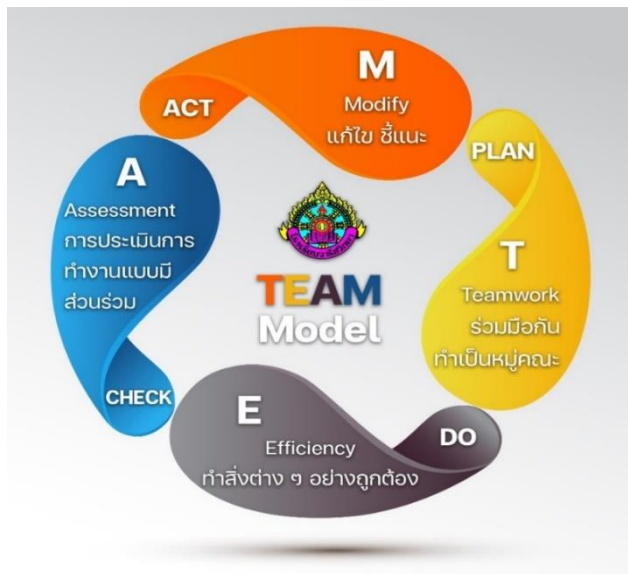 M
Modify
แก้ไข ชี้แนะ
ACT
PLAN
T
Teamwork
ร่วมมือกัน
ทำเป็นหมู่คณะ
DO
E
Efficiency
ทำสิ่งต่าง ๆ อย่างถูกต้อง
CHECK
A
Assessment
การประเมินการ
ทำงานแบบมี
ส่วนร่วม
TEAM
Model